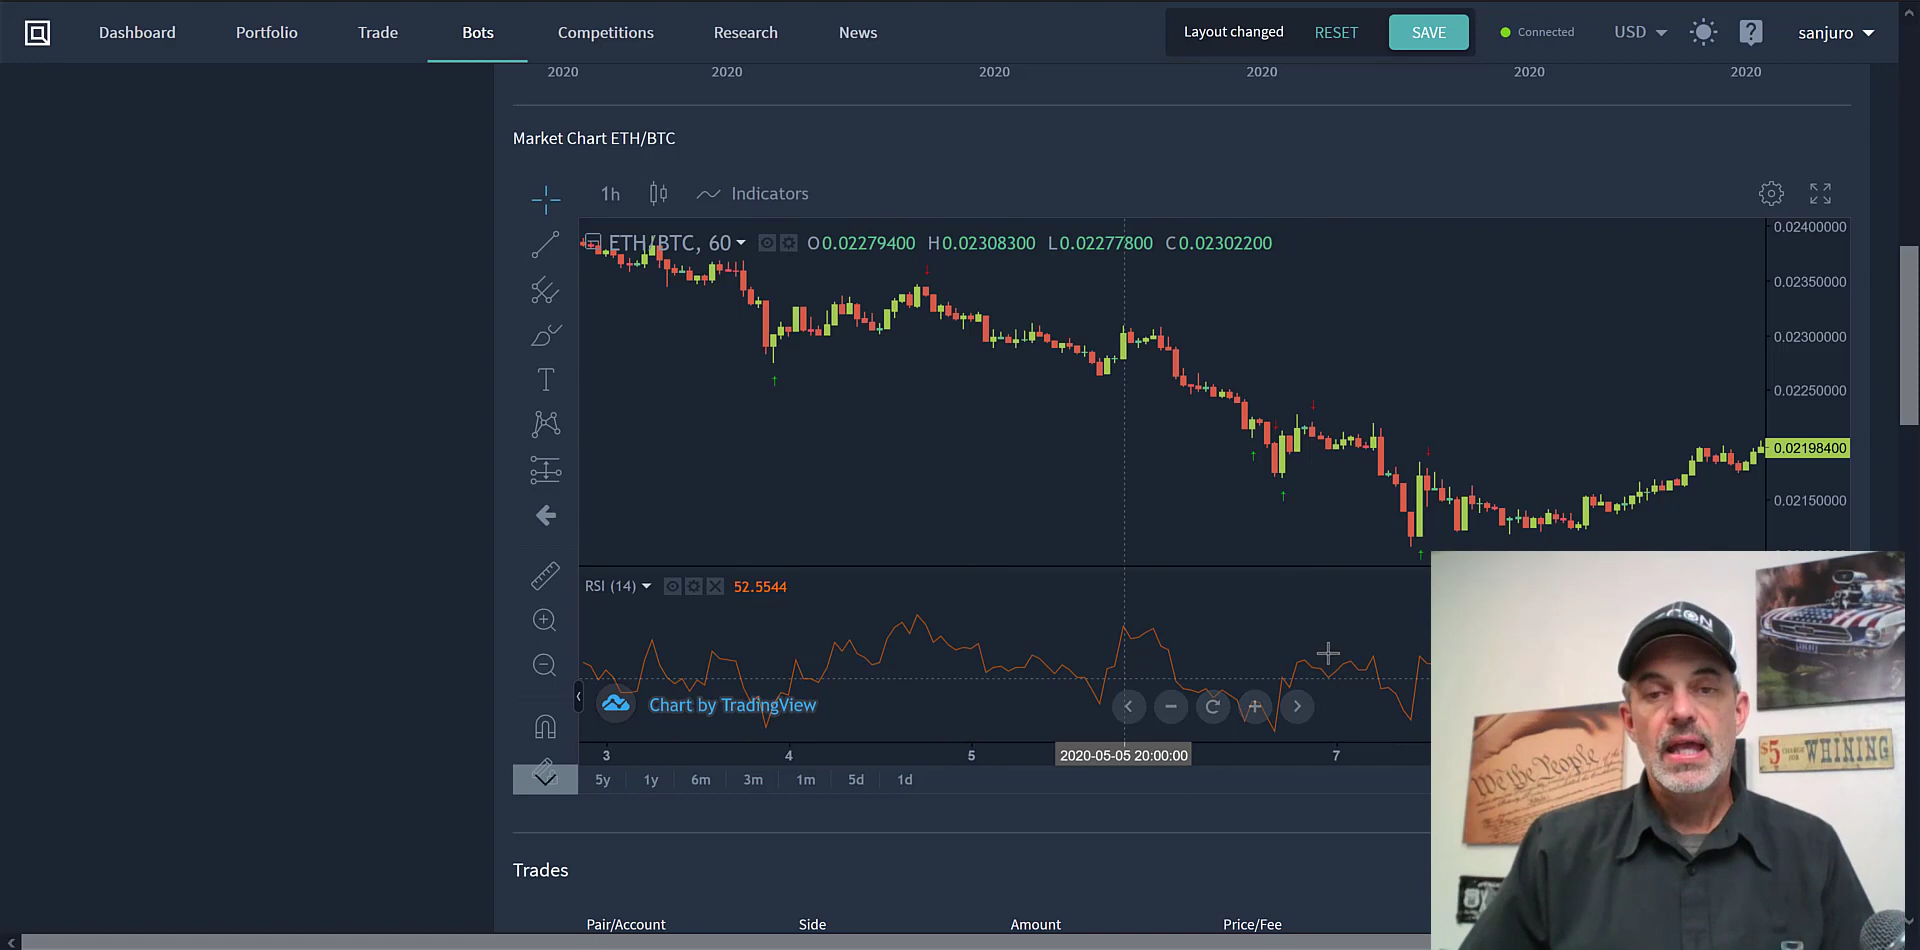 Dashboard Portfolio Trade Bots Competitions Research News Layout changed RESET SAVE Connected USD sanjuro
2020 2020 2020 2020 2020 2020
Market Chart ETH/BTC
1h Indicators
ETH/BTC, 60 O0.02279400 H0.02308300 L0.02277800 C0.02302200
0.02400000
0.02350000
0.02300000
0.02250000
0.02198400
0.02150000
RSI (14) 52.5544
Chart by TradingView
3 4 5 2020-05-05 20:00:00 7
5y 1y 6m 3m 1m 5d 1d
We the People
$5 CHARGE FOR WHINING
Trades
Pair/Account Side Amount Price/Fee